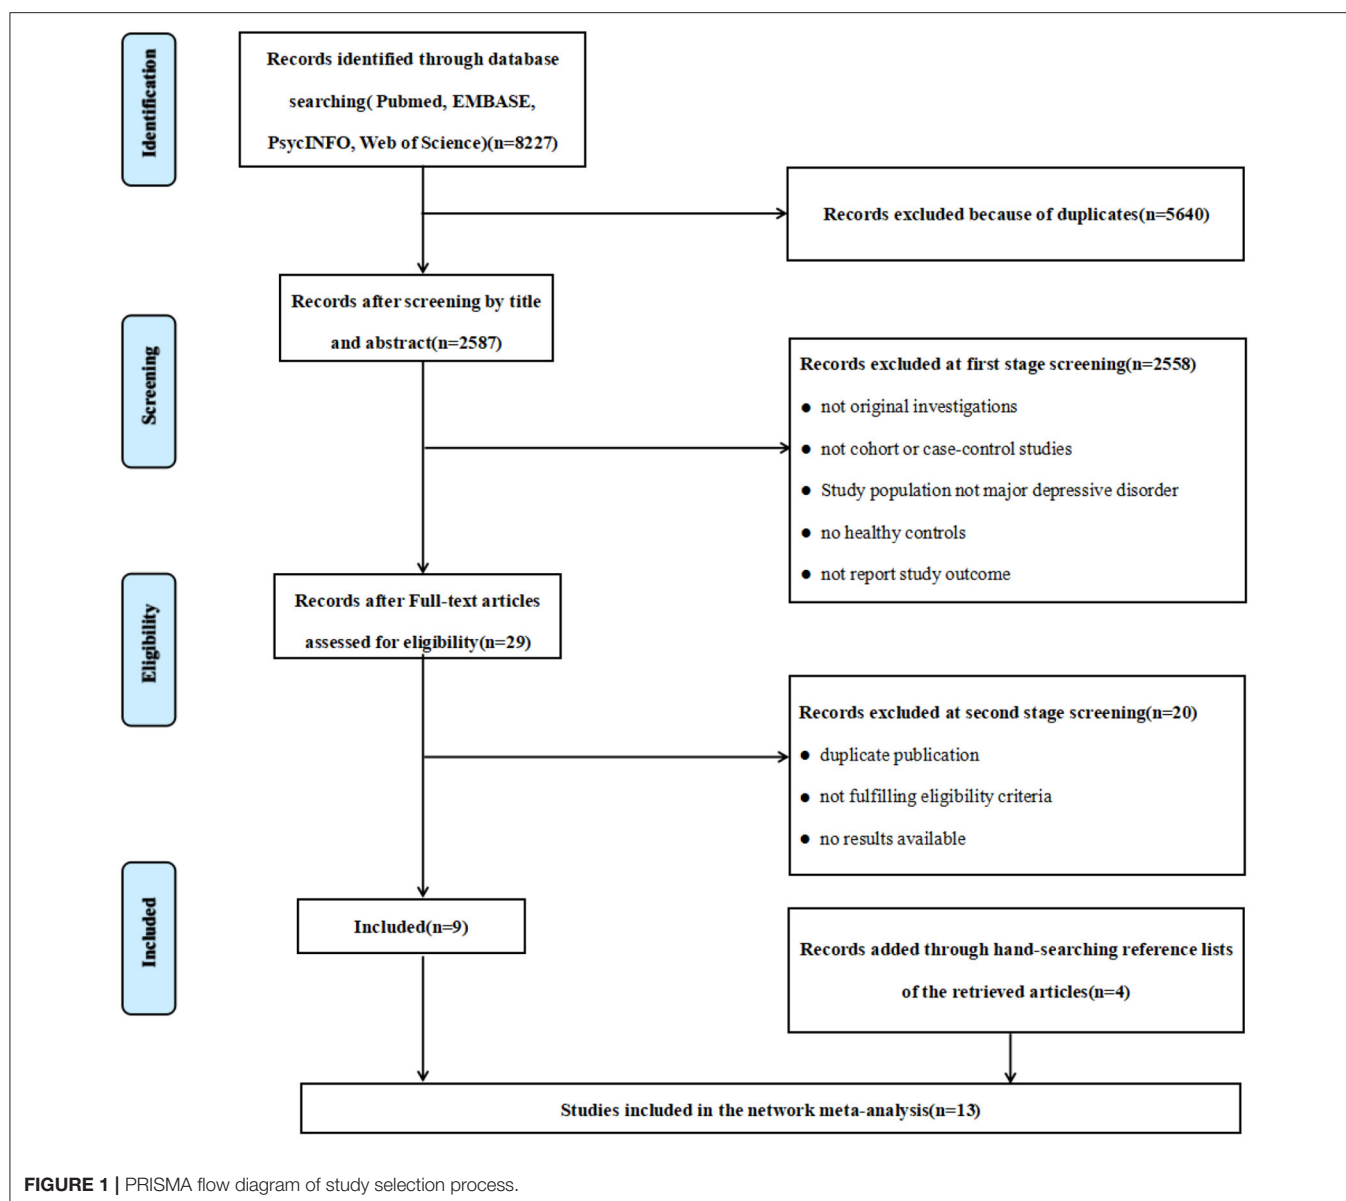 Identification
Records identified through database
searching( Pubmed, EMBASE,
PsycINFO, Web of Science)(n=8227)
Records excluded because of duplicates(n=5640)
Screening
Records after screening by title
and abstract(n=2587)
Records excluded at first stage screening(n=2558)
● not original investigations
● not cohort or case-control studies
● Study population not major depressive disorder
● no healthy controls
● not report study outcome
Eligibility
Records after Full-text articles
assessed for eligibility(n=29)
Records excluded at second stage screening(n=20)
● duplicate publication
● not fulfilling eligibility criteria
● no results available
Included
Included(n=9)
Records added through hand-searching reference lists
of the retrieved articles(n=4)
Studies included in the network meta-analysis(n=13)
FIGURE 1 | PRISMA flow diagram of study selection process.